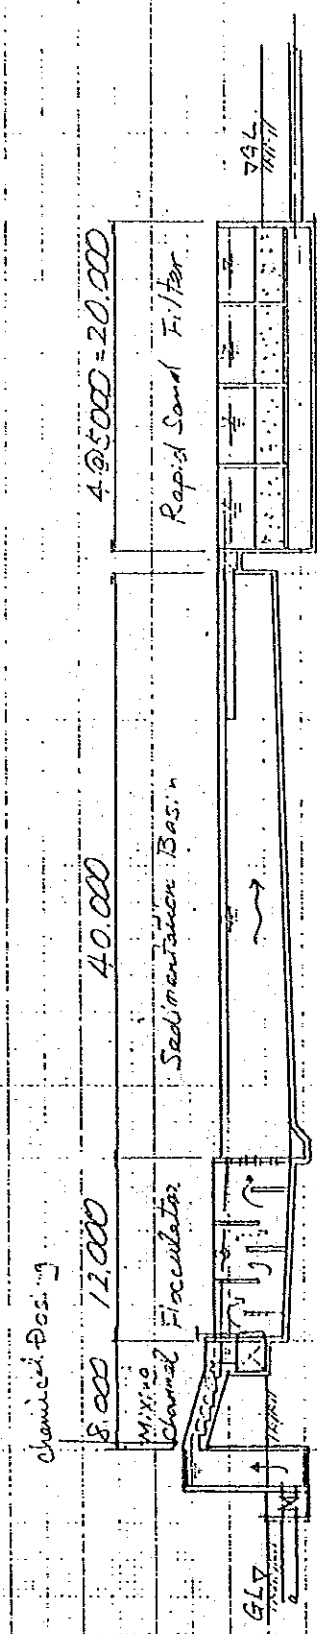 Chemical Dosing
8.000 12.000 40.000 4@5000=20.000
Mixing
Channel
Flocculator
Sedimantaion Basin
Rapid Sand Filter
GL▽
▽GL.